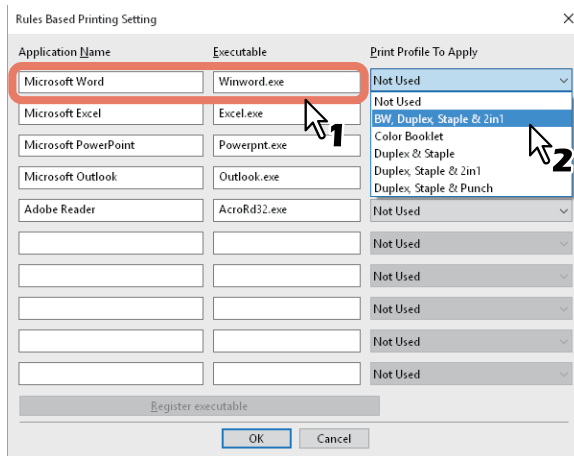 Rules Based Printing Setting
Application Name Executable Print Profile To Apply
Microsoft Word Winword.exe Not Used
Not Used
Microsoft Excel Excel.exe BW, Duplex, Staple & 2in1
1
Color Booklet
Microsoft PowerPoint Powerpnt.exe Duplex & Staple
2
Microsoft Outlook Outlook.exe Duplex, Staple & 2in1
Duplex, Staple & Punch
Adobe Reader AcroRd32.exe Not Used
Not Used
Not Used
Not Used
Not Used
Not Used
Register executable
OK Cancel